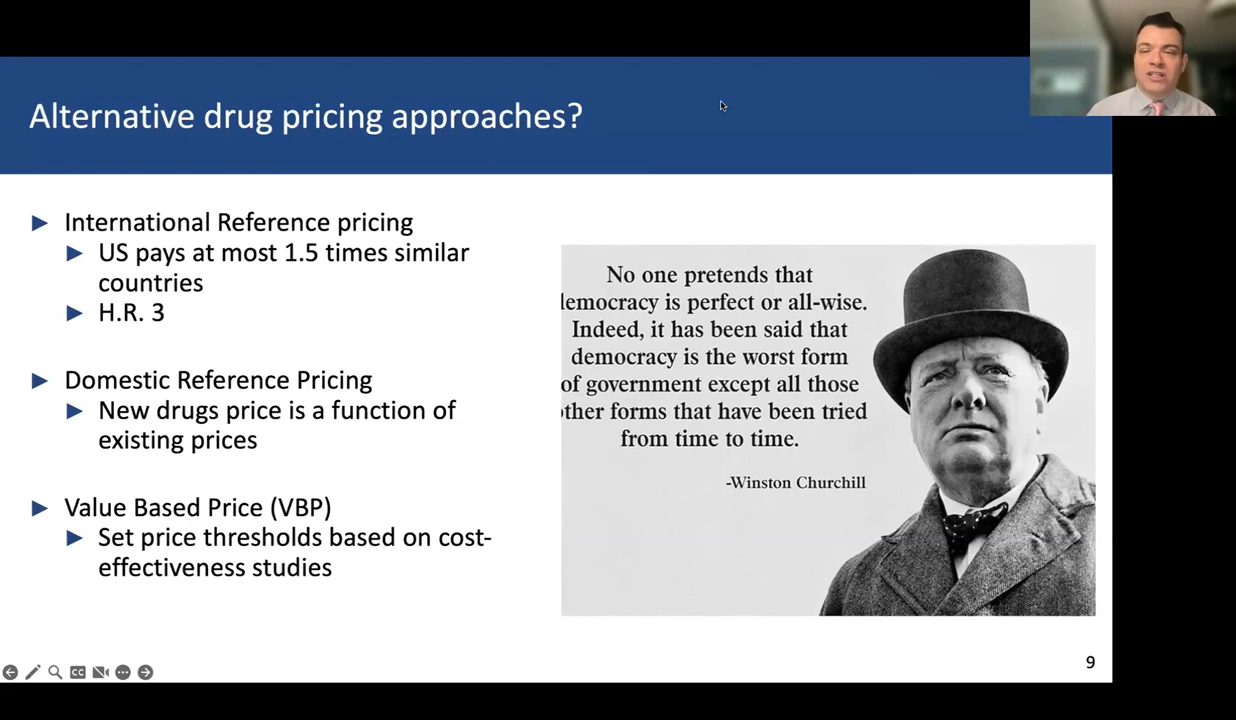 Alternative drug pricing approaches?
International Reference pricing
US pays at most 1.5 times similar
countries
H.R. 3
Domestic Reference Pricing
New drugs price is a function of
existing prices
Value Based Price (VBP)
Set price thresholds based on cost-
effectiveness studies
No one pretends that
lemocracy is perfect or all-wise.
Indeed, it has been said that
democracy is the worst form
of government except all those
other forms that have been tried
from time to time.
-Winston Churchill
CC
9